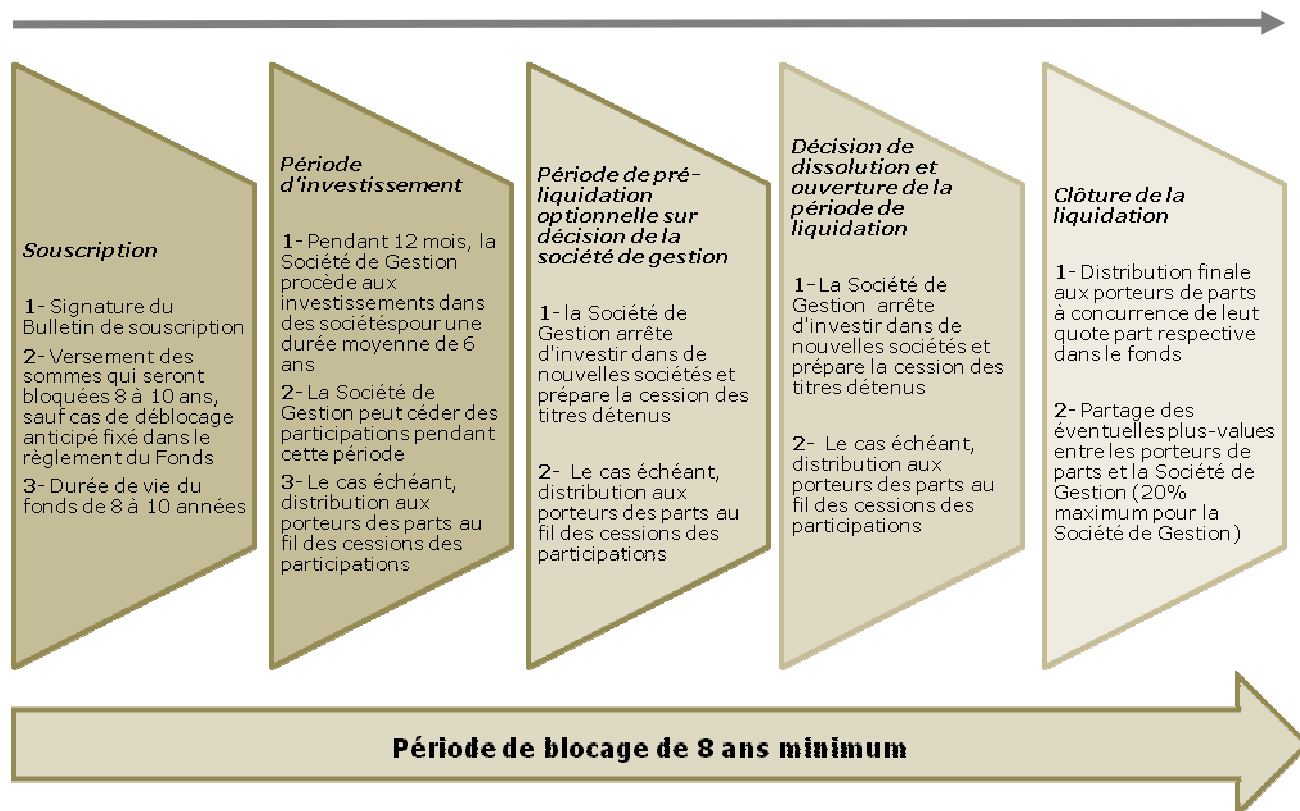 Souscription
1- Signature du
Bulletin de souscription
2- Versement des
sommes qui seront
bloquées 8 à 10 ans,
sauf cas de déblocage
anticipé fixé dans le
règlement du Fonds
3- Durée de vie du
fonds de 8 à 10 années
Période
d'investissement
1- Pendant 12 mois, la
Société de Gestion
procède aux
investissements dans
des sociétéspour une
durée moyenne de 6
ans
2- La Société de
Gestion peut céder des
participations pendant
cette période
3- Le cas échéant,
distribution aux
porteurs des parts au
fil des cessions des
participations
Période de pré-
liquidation
optionnelle sur
décision de la
société de gestion
1- la Société de
Gestion arrête
d'investir dans de
nouvelles sociétés et
prépare la cession des
titres détenus
2- Le cas échéant,
distribution aux
porteurs des parts au
fil des cessions des
participations
Décision de
dissolution et
ouverture de la
période de
liquidation
1- La Société de
Gestion arrête
d'investir dans de
nouvelles sociétés et
prépare la cession des
titres détenus
2- Le cas échéant,
distribution aux
porteurs des parts au
fil des cessions des
participations
Clôture de la
liquidation
1- Distribution finale
aux porteurs de parts
à concurrence de leut
quote part respective
dans le fonds
2- Partage des
éventuelles plus-values
entre les porteurs de
parts et la Société de
Gestion (20%
maximum pour la
Société de Gestion)
Période de blocage de 8 ans minimum